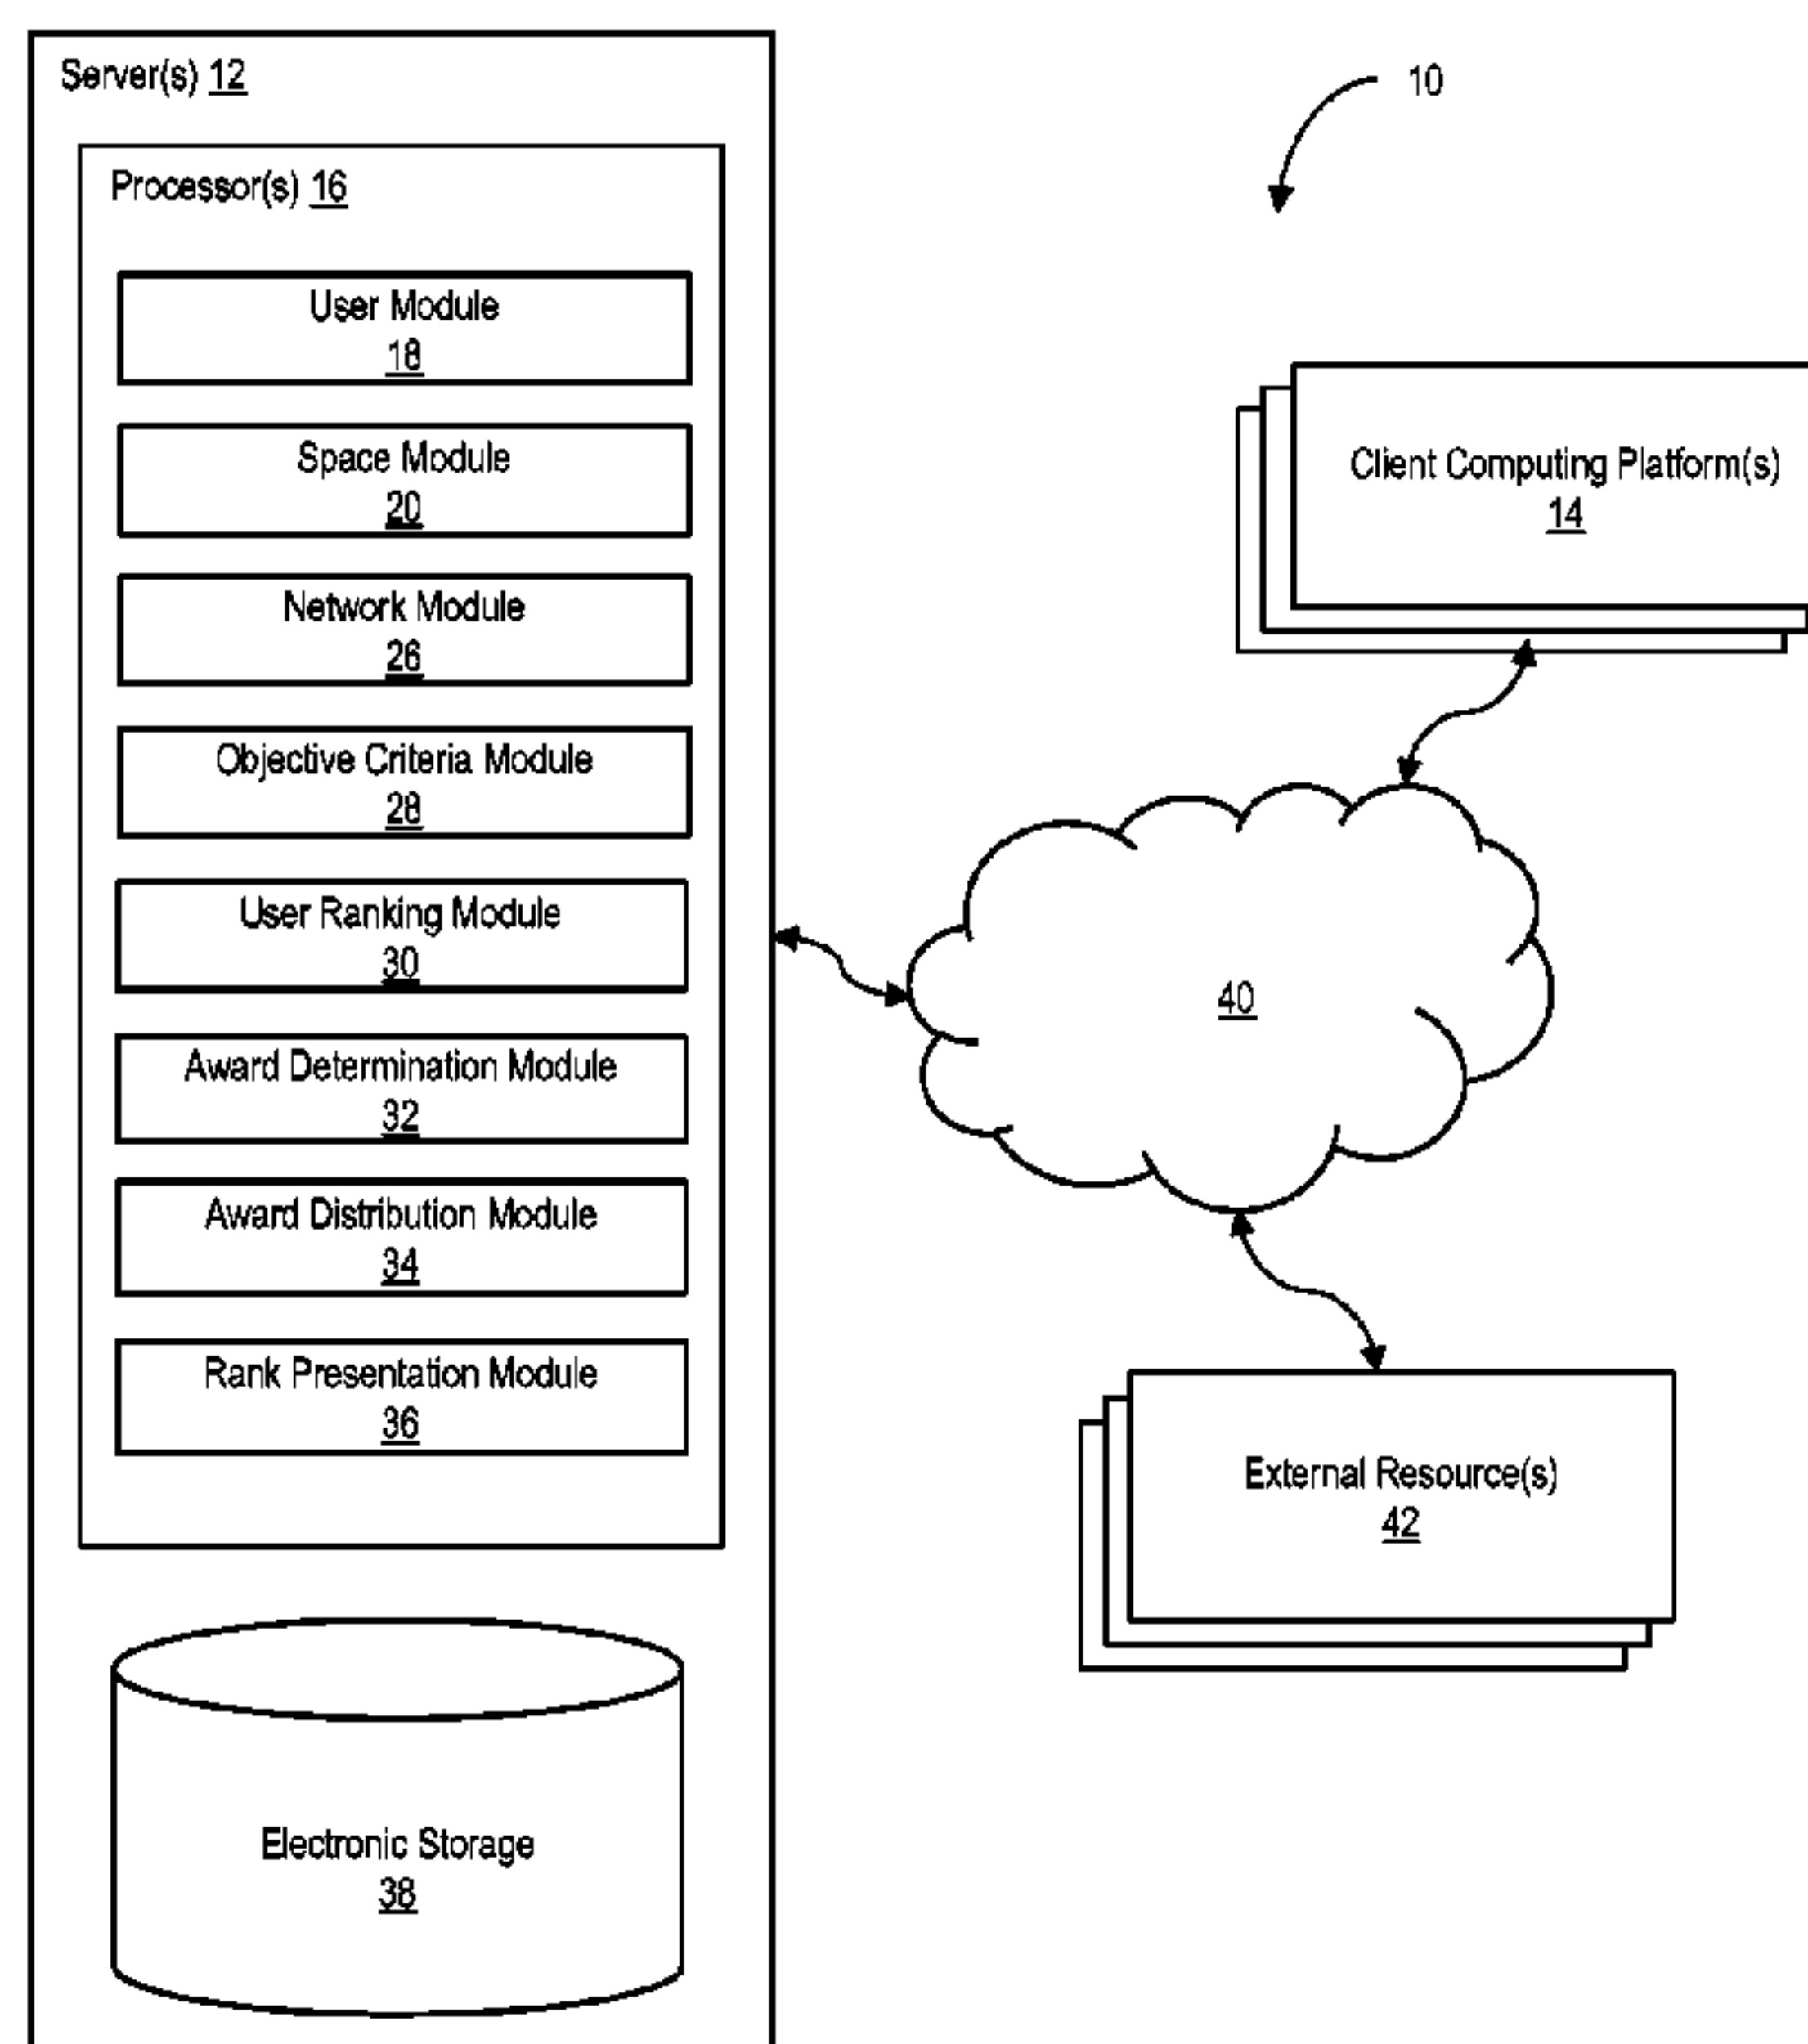 Server(s) 12
Processor(s) 16
User Module
18
Space Module
20
Network Module
26
Objective Criteria Module
28
User Ranking Module
30
Award Determination Module
32
Award Distribution Module
34
Rank Presentation Module
36
Electronic Storage
38
10
Client Computing Platform(s)
14
40
External Resource(s)
42